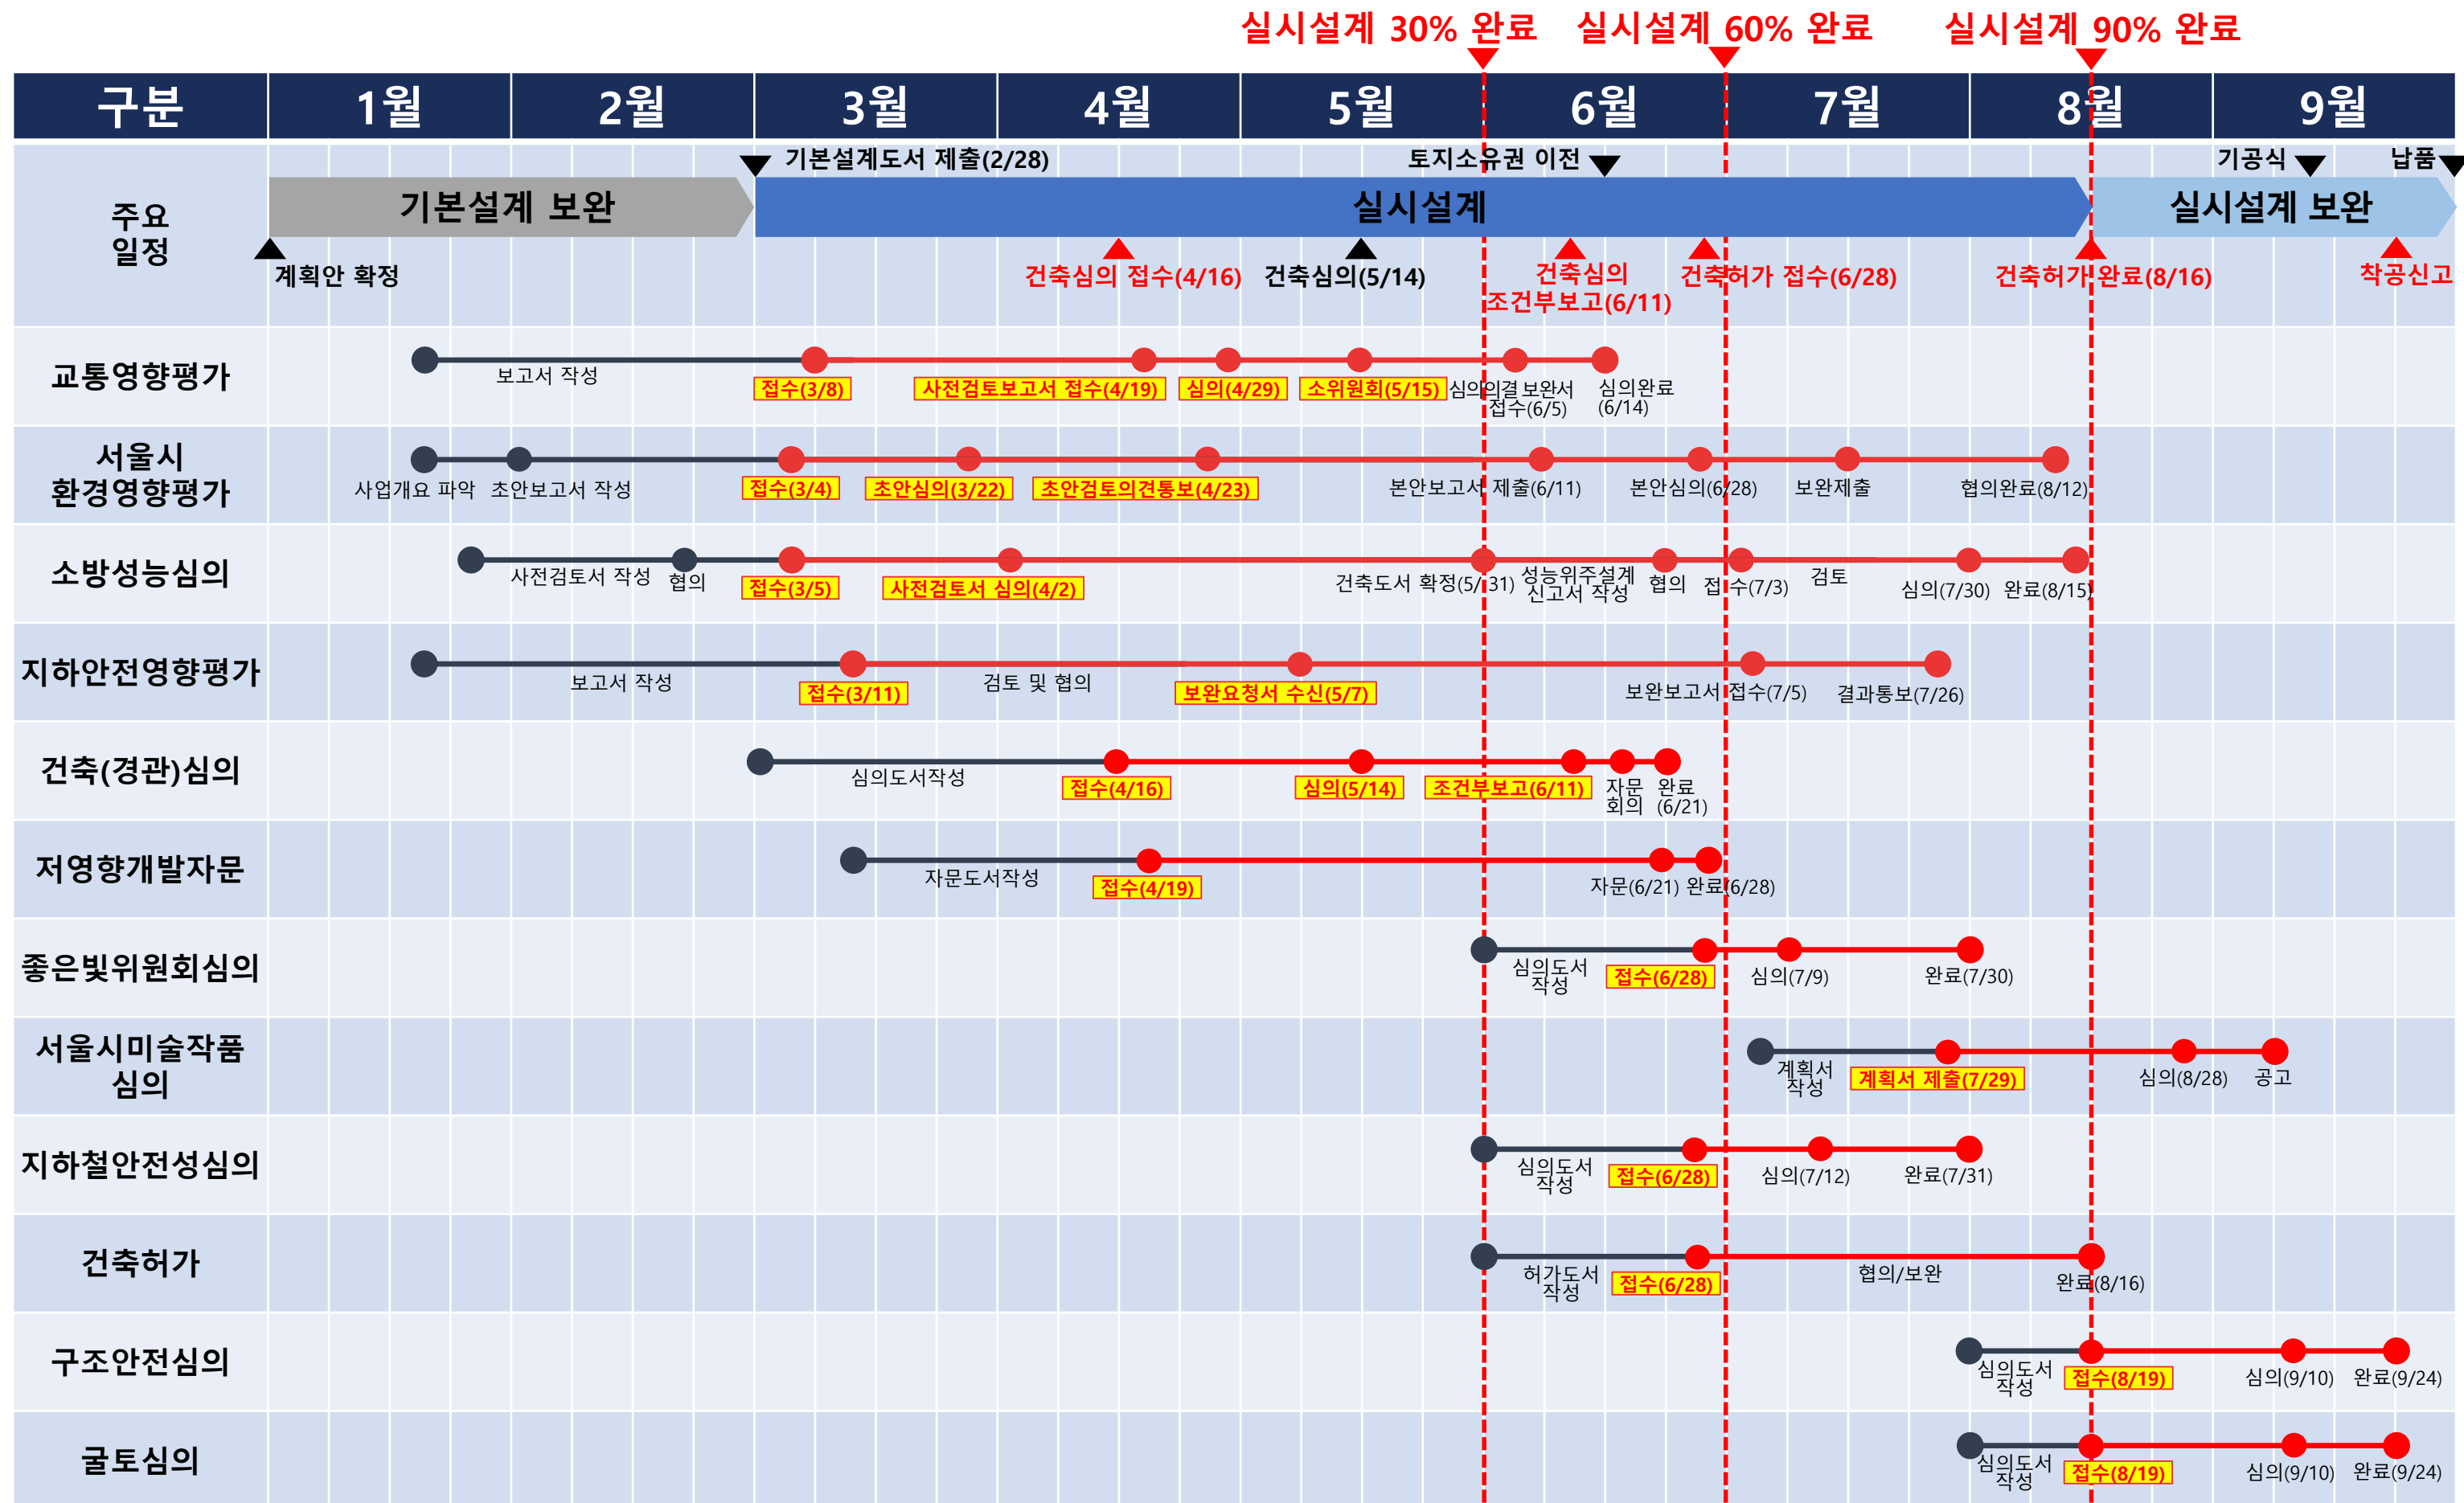 실시설계 30% 완료
실시설계 60% 완료
실시설계 90% 완료
구분
1월
2월
3월
4월
5월
6월
7월
8월
9월
주요
일정
기본설계도서 제출(2/28)
토지소유권 이전
기공식
납품
기본설계 보완
실시설계
실시설계 보완
계획안 확정
건축심의 접수(4/16)
건축심의(5/14)
건축심의
조건부보고(6/11)
건축허가 접수(6/28)
건축허가 완료(8/16)
착공신고
교통영향평가
보고서 작성
접수(3/8)
사전검토보고서 접수(4/19)
심의(4/29)
소위원회(5/15)
심의의결 보완서
접수(6/5)
심의완료
(6/14)
서울시
환경영향평가
사업개요 파악
초안보고서 작성
접수(3/4)
초안심의(3/22)
초안검토의견통보(4/23)
본안보고서 제출(6/11)
본안심의(6/28)
보완제출
협의완료(8/12)
소방성능심의
사전검토서 작성
협의
접수(3/5)
사전검토서 심의(4/2)
건축도서 확정(5/31)
성능위주설계
신고서 작성
협의
접수(7/3)
검토
심의(7/30)
완료(8/15)
지하안전영향평가
보고서 작성
접수(3/11)
검토 및 협의
보완요청서 수신(5/7)
보완보고서 접수(7/5)
결과통보(7/26)
건축(경관)심의
심의도서작성
접수(4/16)
심의(5/14)
조건부보고(6/11)
자문
회의
완료
(6/21)
저영향개발자문
자문도서작성
접수(4/19)
자문(6/21)
완료(6/28)
좋은빛위원회심의
심의도서
작성
접수(6/28)
심의(7/9)
완료(7/30)
서울시미술작품
심의
계획서
작성
계획서 제출(7/29)
심의(8/28)
공고
지하철안전성심의
심의도서
작성
접수(6/28)
심의(7/12)
완료(7/31)
건축허가
허가도서
작성
접수(6/28)
협의/보완
완료(8/16)
구조안전심의
심의도서
작성
접수(8/19)
심의(9/10)
완료(9/24)
굴토심의
심의도서
작성
접수(8/19)
심의(9/10)
완료(9/24)